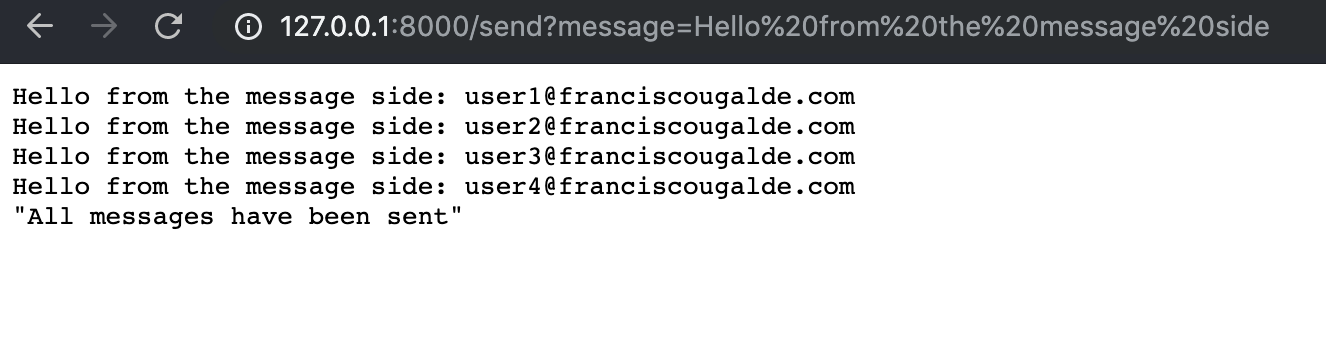 127.0.0.1:8000/send?message=Hello%20from%20the%20message%20side
Hello from the message side: user1@franciscougalde.com
Hello from the message side: user2@franciscougalde.com
Hello from the message side: user3@franciscougalde.com
Hello from the message side: user4@franciscougalde.com
"All messages have been sent"